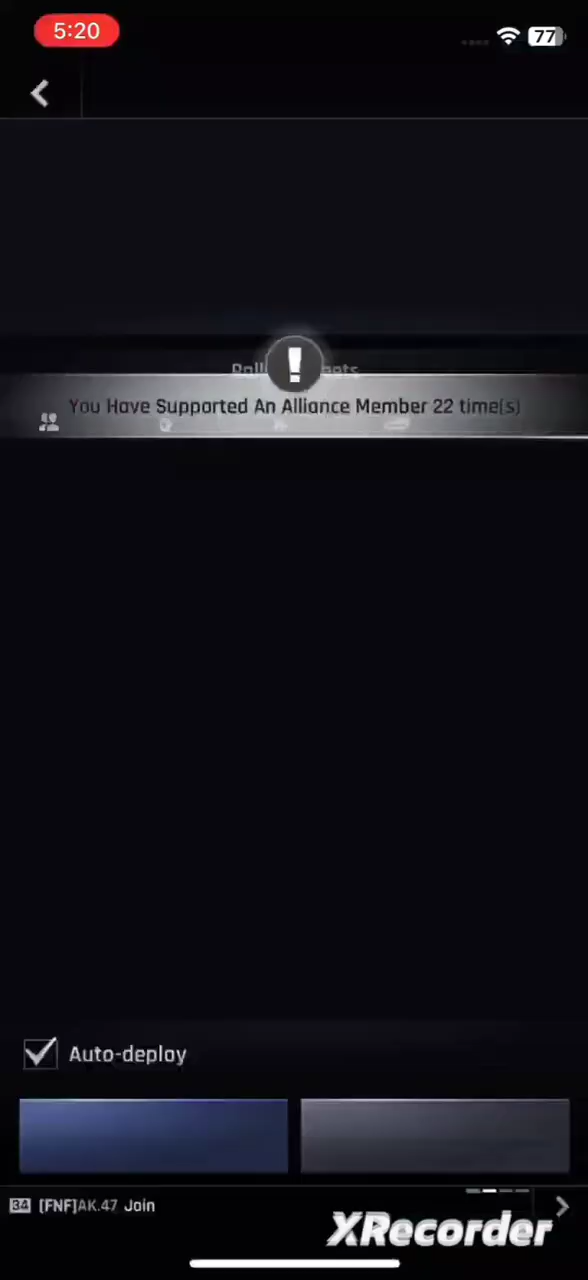 5:20
77
You Have Supported An Alliance Member 22 time(s)
Auto-deploy
34 [FNF]AK.47 Join
XRecorder